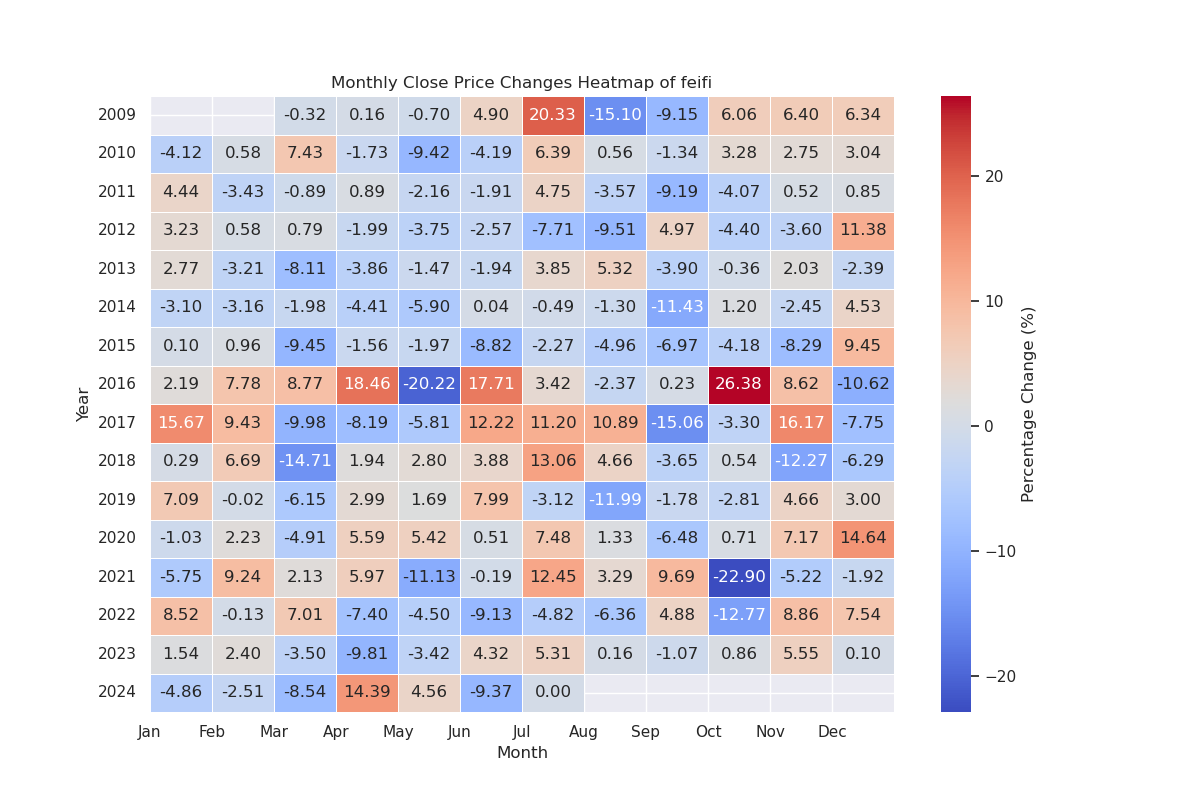 Monthly Close Price Changes Heatmap of feifi
2009 -0.32 0.16 -0.70 4.90 20.33 -15.10 -9.15 6.06 6.40 6.34
2010 -4.12 0.58 7.43 -1.73 -9.42 -4.19 6.39 0.56 -1.34 3.28 2.75 3.04
2011 4.44 -3.43 -0.89 0.89 -2.16 -1.91 4.75 -3.57 -9.19 -4.07 0.52 0.85
2012 3.23 0.58 0.79 -1.99 -3.75 -2.57 -7.71 -9.51 4.97 -4.40 -3.60 11.38
2013 2.77 -3.21 -8.11 -3.86 -1.47 -1.94 3.85 5.32 -3.90 -0.36 2.03 -2.39
2014 -3.10 -3.16 -1.98 -4.41 -5.90 0.04 -0.49 -1.30 -11.43 1.20 -2.45 4.53
2015 0.10 0.96 -9.45 -1.56 -1.97 -8.82 -2.27 -4.96 -6.97 -4.18 -8.29 9.45
2016 2.19 7.78 8.77 18.46 -20.22 17.71 3.42 -2.37 0.23 26.38 8.62 -10.62
2017 15.67 9.43 -9.98 -8.19 -5.81 12.22 11.20 10.89 -15.06 -3.30 16.17 -7.75
2018 0.29 6.69 -14.71 1.94 2.80 3.88 13.06 4.66 -3.65 0.54 -12.27 -6.29
2019 7.09 -0.02 -6.15 2.99 1.69 7.99 -3.12 -11.99 -1.78 -2.81 4.66 3.00
2020 -1.03 2.23 -4.91 5.59 5.42 0.51 7.48 1.33 -6.48 0.71 7.17 14.64
2021 -5.75 9.24 2.13 5.97 -11.13 -0.19 12.45 3.29 9.69 -22.90 -5.22 -1.92
2022 8.52 -0.13 7.01 -7.40 -4.50 -9.13 -4.82 -6.36 4.88 -12.77 8.86 7.54
2023 1.54 2.40 -3.50 -9.81 -3.42 4.32 5.31 0.16 -1.07 0.86 5.55 0.10
2024 -4.86 -2.51 -8.54 14.39 4.56 -9.37 0.00
Jan Feb Mar Apr May Jun Jul Aug Sep Oct Nov Dec
Month
Year
20
10
0
−10
−20
Percentage Change (%)